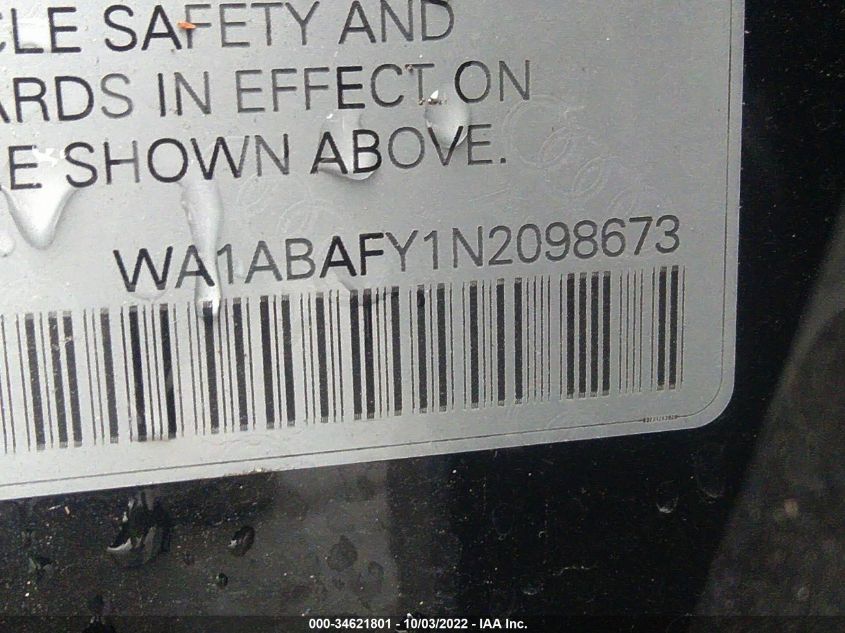 CLE SAFETY AND
ARDS IN EFFECT ON
E SHOWN ABOVE.
WA1ABAFY1N2098673
000-34621801 - 10/03/2022 - IAA Inc.